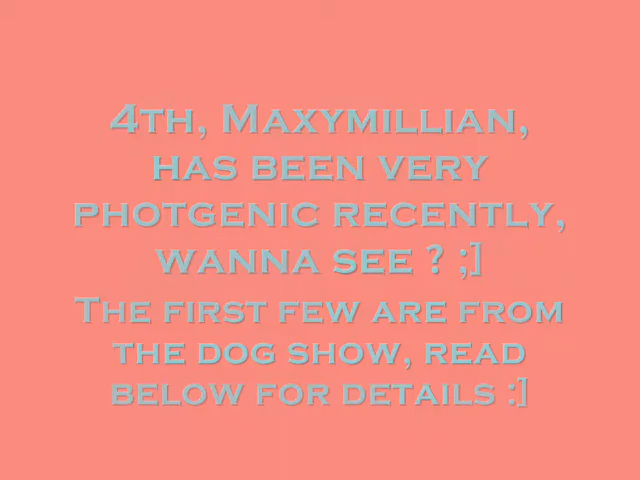 4th, Maxymillian,
has been very
photgenic recently,
wanna see ? ;]
The first few are from
the dog show, read
below for details :]